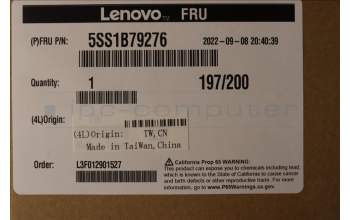 Lenovo™ FRU
(P)FRU P/N: 5SS1B79276 2022-09-08 20:40:39
Quantity: 1 197/200
(4L)Origin:
(4L)Origin: TW,CN
Made in TaiWan,China
Order: L3F012901527
California Prop 65 WARNING:
This product can expose you to chemicals
including lead, which is known to the State
of California to cause cancer, birth defects
or other reproductive harm. For more
information, go to www.P65Warnings.ca.gov.